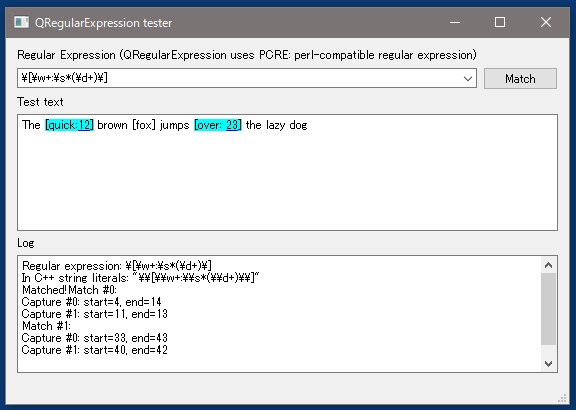 QRegularExpression tester
Regular Expression (QRegularExpression uses PCRE: perl-compatible regular expression)
¥[¥w+:¥s*(¥d+)¥]
Match
Test text
The [quick:12] brown [fox] jumps [over: 23] the lazy dog
Log
Regular expression: ¥[¥w+:¥s*(¥d+)¥]
In C++ string literals: "¥¥[¥¥w+:¥¥s*(¥¥d+)¥¥]"
Matched!Match #0:
Capture #0: start=4, end=14
Capture #1: start=11, end=13
Match #1:
Capture #0: start=33, end=43
Capture #1: start=40, end=42